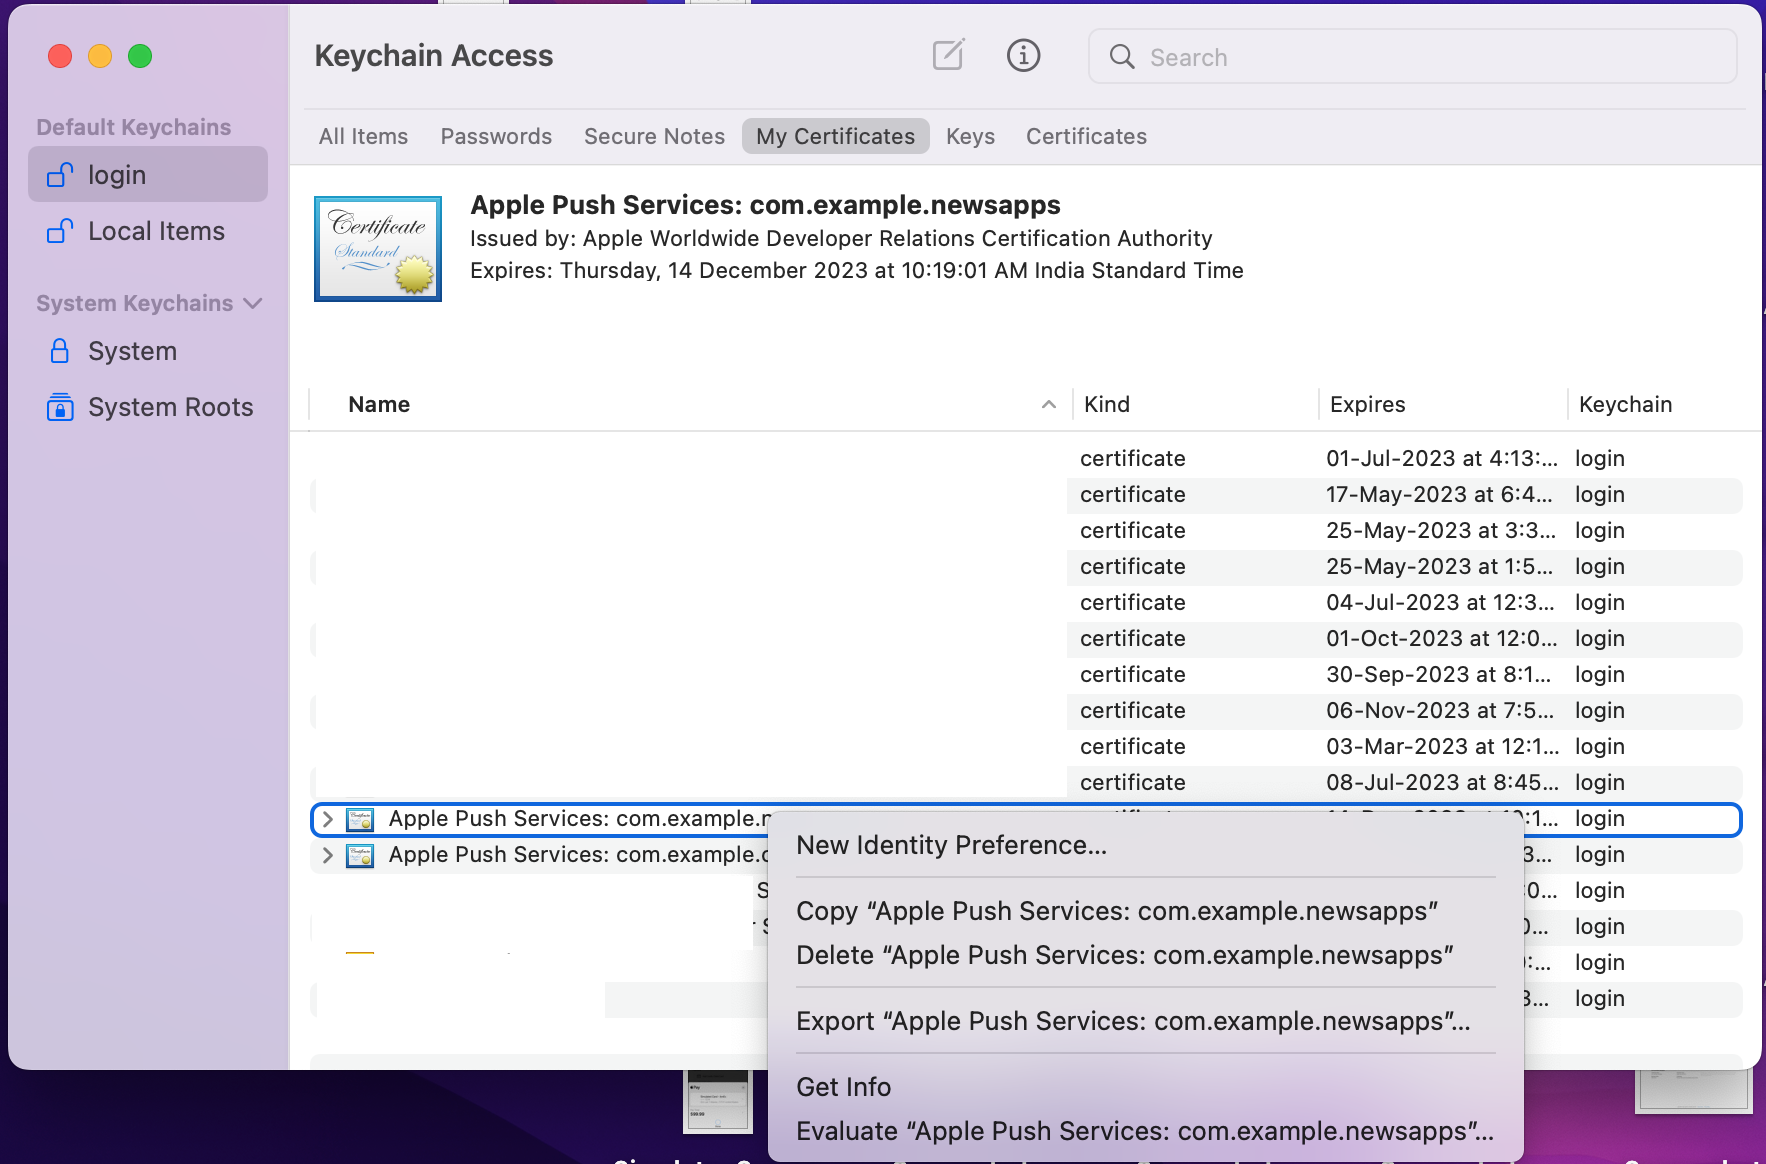 Keychain Access
Search
Default Keychains
login
Local Items
System Keychains
System
System Roots
All Items Passwords Secure Notes My Certificates Keys Certificates
Certificate
Standard
Apple Push Services: com.example.newsapps
Issued by: Apple Worldwide Developer Relations Certification Authority
Expires: Thursday, 14 December 2023 at 10:19:01 AM India Standard Time
Name Kind Expires Keychain
certificate 01-Jul-2023 at 4:13:... login
certificate 17-May-2023 at 6:4... login
certificate 25-May-2023 at 3:3... login
certificate 25-May-2023 at 1:5... login
certificate 04-Jul-2023 at 12:3... login
certificate 01-Oct-2023 at 12:0... login
certificate 30-Sep-2023 at 8:1... login
certificate 06-Nov-2023 at 7:5... login
certificate 03-Mar-2023 at 12:1... login
certificate 08-Jul-2023 at 8:45... login
Apple Push Services: com.example.n :1... login
Apple Push Services: com.example. 3... login
S 0... login
S 0... login
:... login
3... login
New Identity Preference...
Copy “Apple Push Services: com.example.newsapps”
Delete “Apple Push Services: com.example.newsapps”
Export “Apple Push Services: com.example.newsapps”...
Get Info
Evaluate “Apple Push Services: com.example.newsapps”...